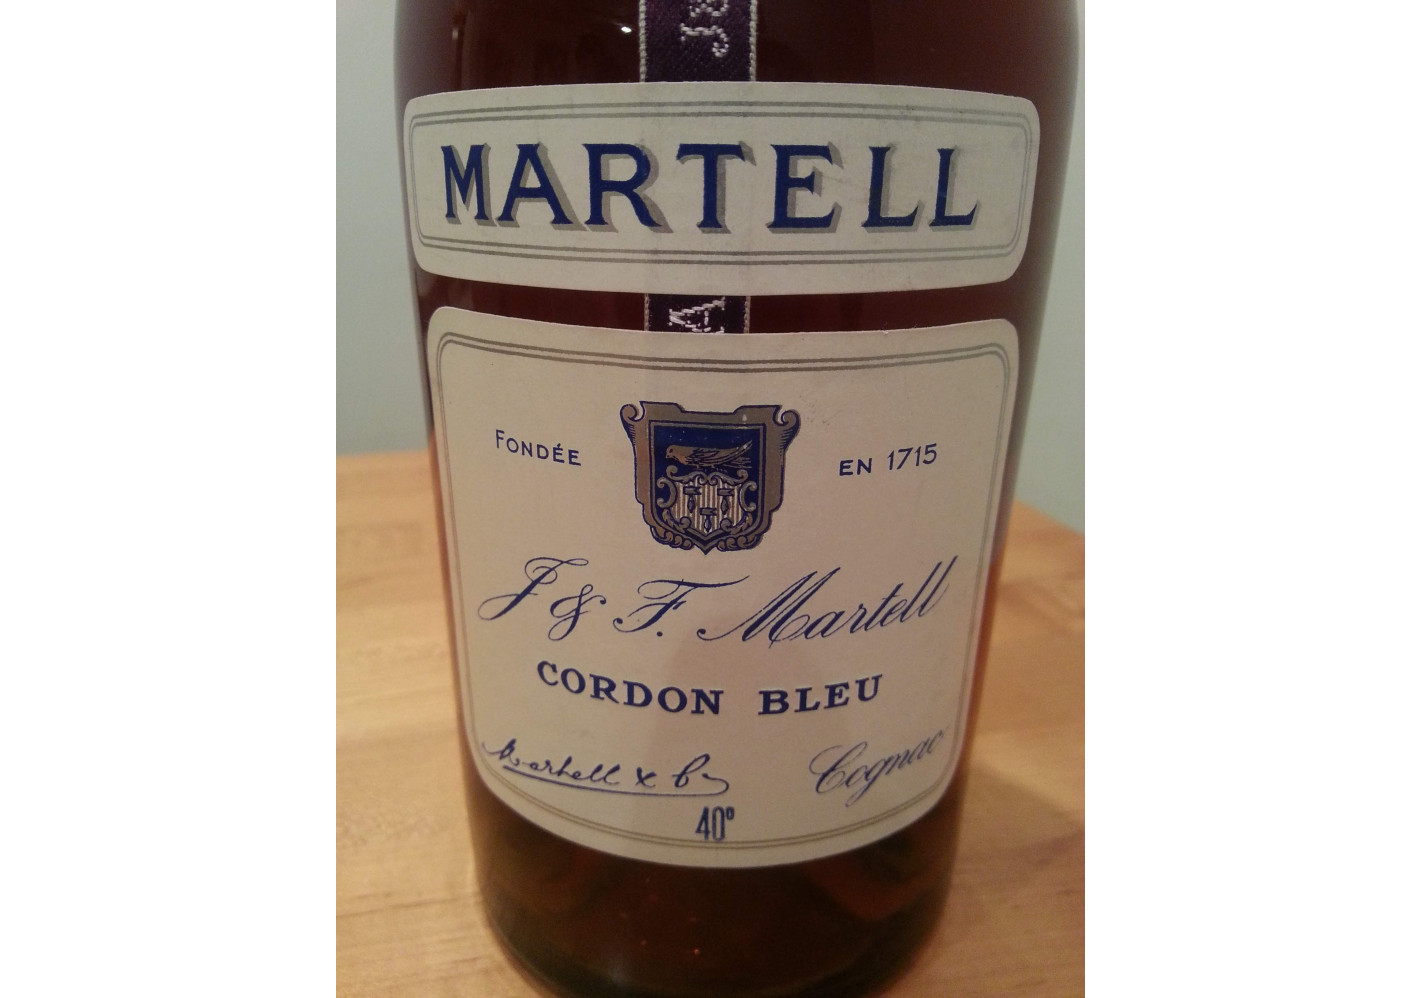 MARTELL
FONDÉE EN 1715
J & F. Martell
CORDON BLEU
Martell & Co Cognac
40°